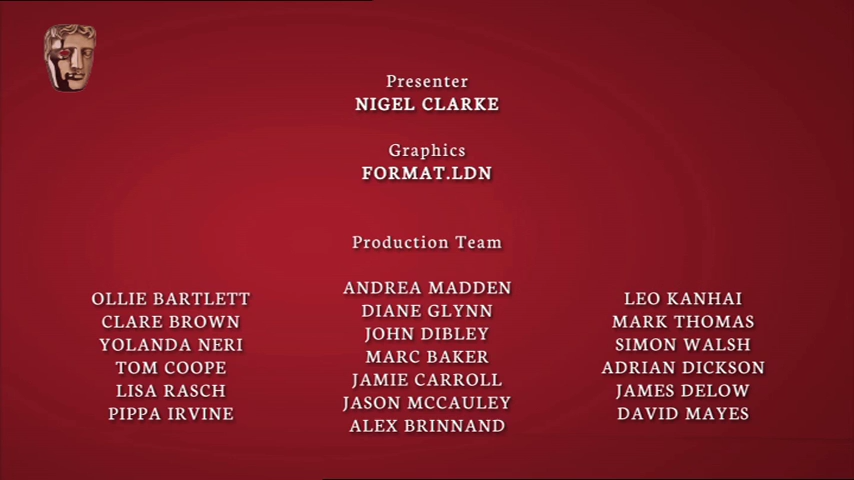 Presenter
NIGEL CLARKE
Graphics
FORMAT.LDN
Production Team
OLLIE BARTLETT
CLARE BROWN
YOLANDA NERI
TOM COOPE
LISA RASCH
PIPPA IRVINE
ANDREA MADDEN
DIANE GLYNN
JOHN DIBLEY
MARC BAKER
JAMIE CARROLL
JASON MCCAULEY
ALEX BRINNAND
LEO KANHAI
MARK THOMAS
SIMON WALSH
ADRIAN DICKSON
JAMES DELOW
DAVID MAYES